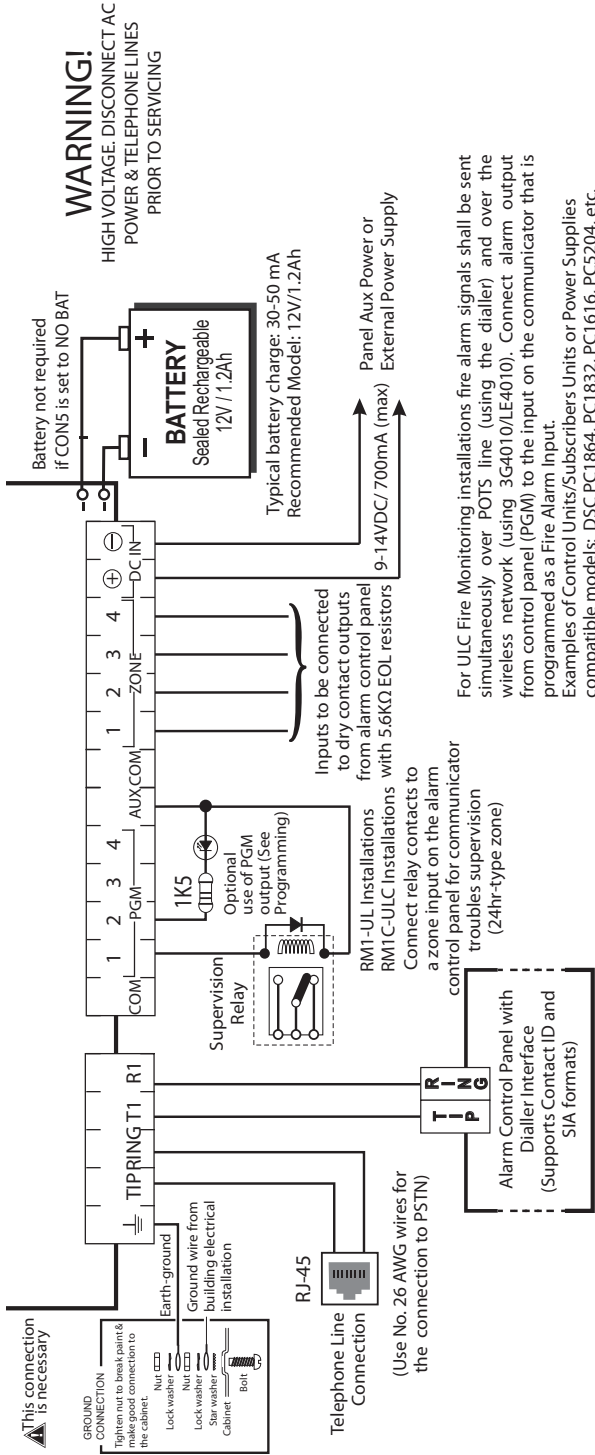 This connection
is necessary
GROUND
CONNECTION
Tighten nut to break paint &
make good connection to
the cabinet.
Nut
Lock washer
Nut
Lock washer
Star washer
Cabinet
Bolt
Earth-ground
Ground wire from
building electrical
installation
TIP RING T1 R1
RJ-45
Telephone Line
Connection
(Use No. 26 AWG wires for
the connection to PSTN)
TIP
RING
Alarm Control Panel with
Dialler Interface
(Supports Contact ID and
SIA formats)
COM 1 2 3 4 AUX COM 1 2 3 4 + -
PGM
ZONE
DC IN
Supervision
Relay
1K5
Optional
use of PGM
output (See
Programming)
RM1-UL Installations
RM1C-ULC Installations
Connect relay contacts to
a zone input on the alarm
control panel for communicator
troubles supervision
(24hr-type zone)
Inputs to be connected
to dry contact outputs
from alarm control panel
with 5.6KΩ EOL resistors
9-14VDC/ 700mA (max)
Panel Aux Power or
External Power Supply
Battery not required
if CON5 is set to NO BAT
- +
BATTERY
Sealed Rechargeable
12V / 1.2Ah
Typical battery charge: 30-50 mA
Recommended Model: 12V/1.2Ah
WARNING!
HIGH VOLTAGE. DISCONNECT AC
POWER & TELEPHONE LINES
PRIOR TO SERVICING
For ULC Fire Monitoring installations fire alarm signals shall be sent
simultaneously over POTS line (using the dialler) and over the
wireless network (using 3G4010/LE4010). Connect alarm output
from control panel (PGM) to the input on the communicator that is
programmed as a Fire Alarm Input.
Examples of Control Units/Subscribers Units or Power Supplies
compatible models: DSC PC1864, PC1832, PC1616, PC5204, etc.